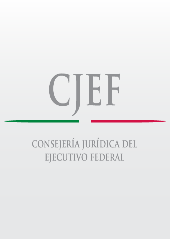 CJEF
CONSEJERÍA JURÍDICA DEL
EJECUTIVO FEDERAL